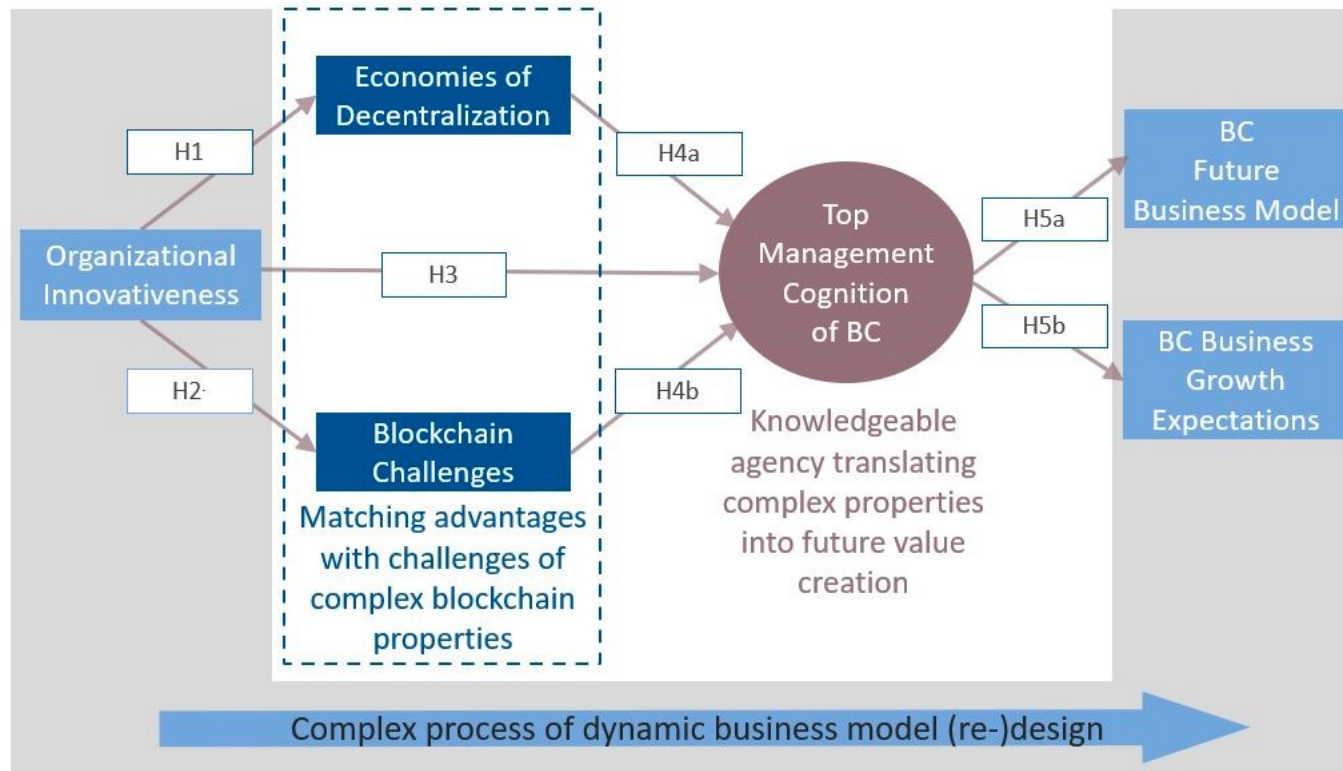 Economies of
Decentralization
H1
H4a
BC
Future
Business Model
Organizational
Innovativeness
H3
Top
Management
Cognition
of BC
H5a
H5b
H2.
H4b
BC Business
Growth
Expectations
Blockchain
Challenges
Matching advantages
with challenges of
complex blockchain
properties
Knowledgeable
agency translating
complex properties
into future value
creation
Complex process of dynamic business model (re-)design